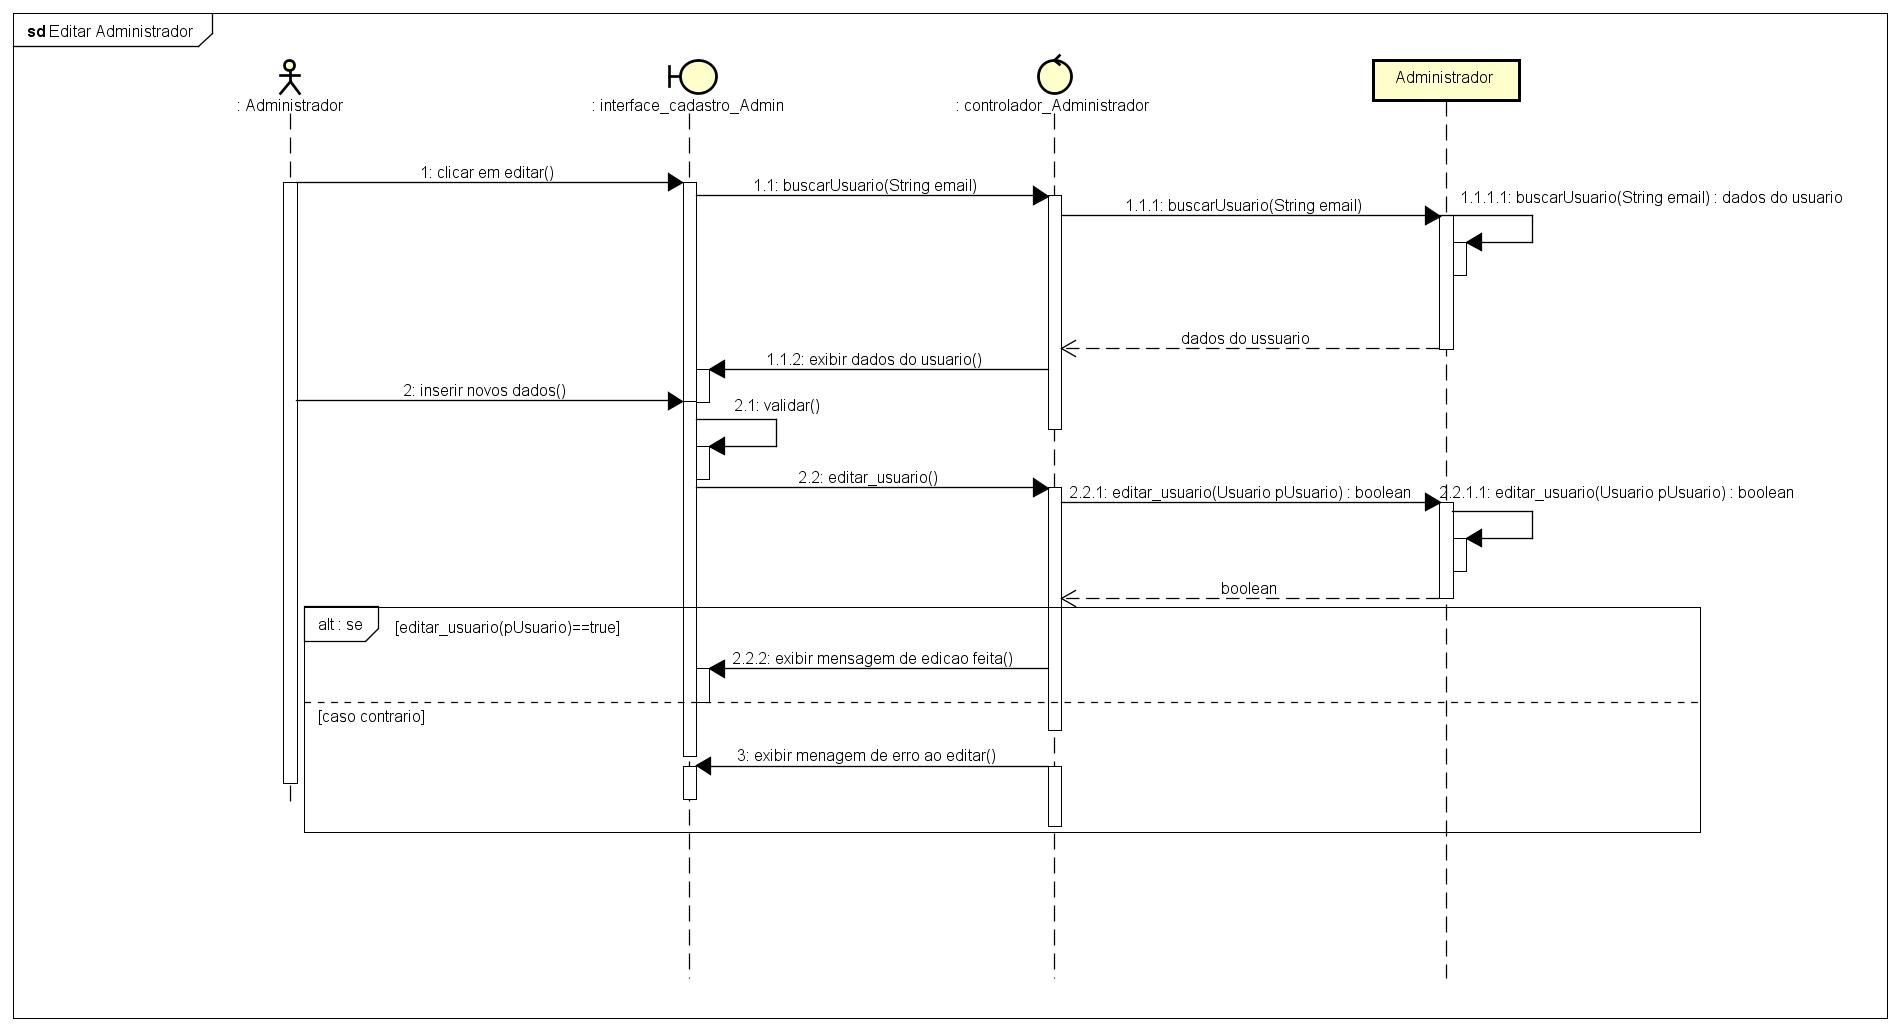 sd Editar Administrador
: Administrador
: interface_cadastro_Admin
: controlador_Administrador
Administrador
1: clicar em editar()
1.1: buscarUsuario(String email)
1.1.1: buscarUsuario(String email)
1.1.1.1: buscarUsuario(String email) : dados do usuario
dados do ussuario
1.1.2: exibir dados do usuario()
2: inserir novos dados()
2.1: validar()
2.2: editar_usuario()
2.2.1: editar_usuario(Usuario pUsuario) : boolean
2.2.1.1: editar_usuario(Usuario pUsuario) : boolean
boolean
alt : se
[editar_usuario(pUsuario)==true]
2.2.2: exibir mensagem de edicao feita()
[caso contrario]
3: exibir menagem de erro ao editar()